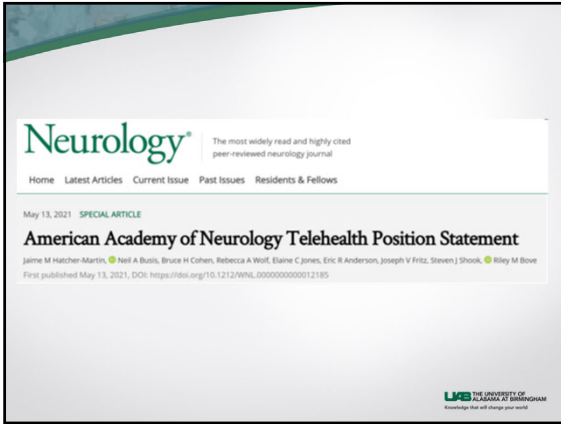 Neurology®
The most widely read and highly cited
peer-reviewed neurology journal
Home Latest Articles Current Issue Past Issues Residents & Fellows
May 13, 2021 SPECIAL ARTICLE
American Academy of Neurology Telehealth Position Statement
Jaime M Hatcher-Martin, Neil A Busis, Bruce H Cohen, Rebecca A Wolf, Elaine C Jones, Eric R Anderson, Joseph V Fritz, Steven J Shook, Riley M Bove
First published May 13, 2021, DOI: https://doi.org/10.1212/WNL.0000000000012185
UAB THE UNIVERSITY OF
ALABAMA AT BIRMINGHAM
Knowledge that will change your world